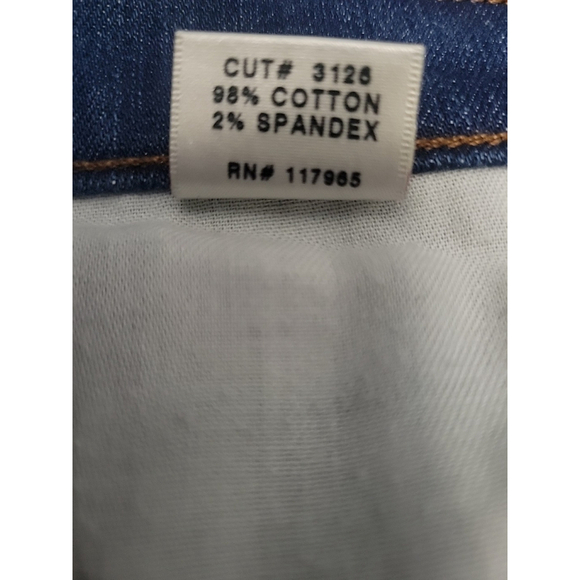 CUT# 3126
98% COTTON
2% SPANDEX
RN# 117965